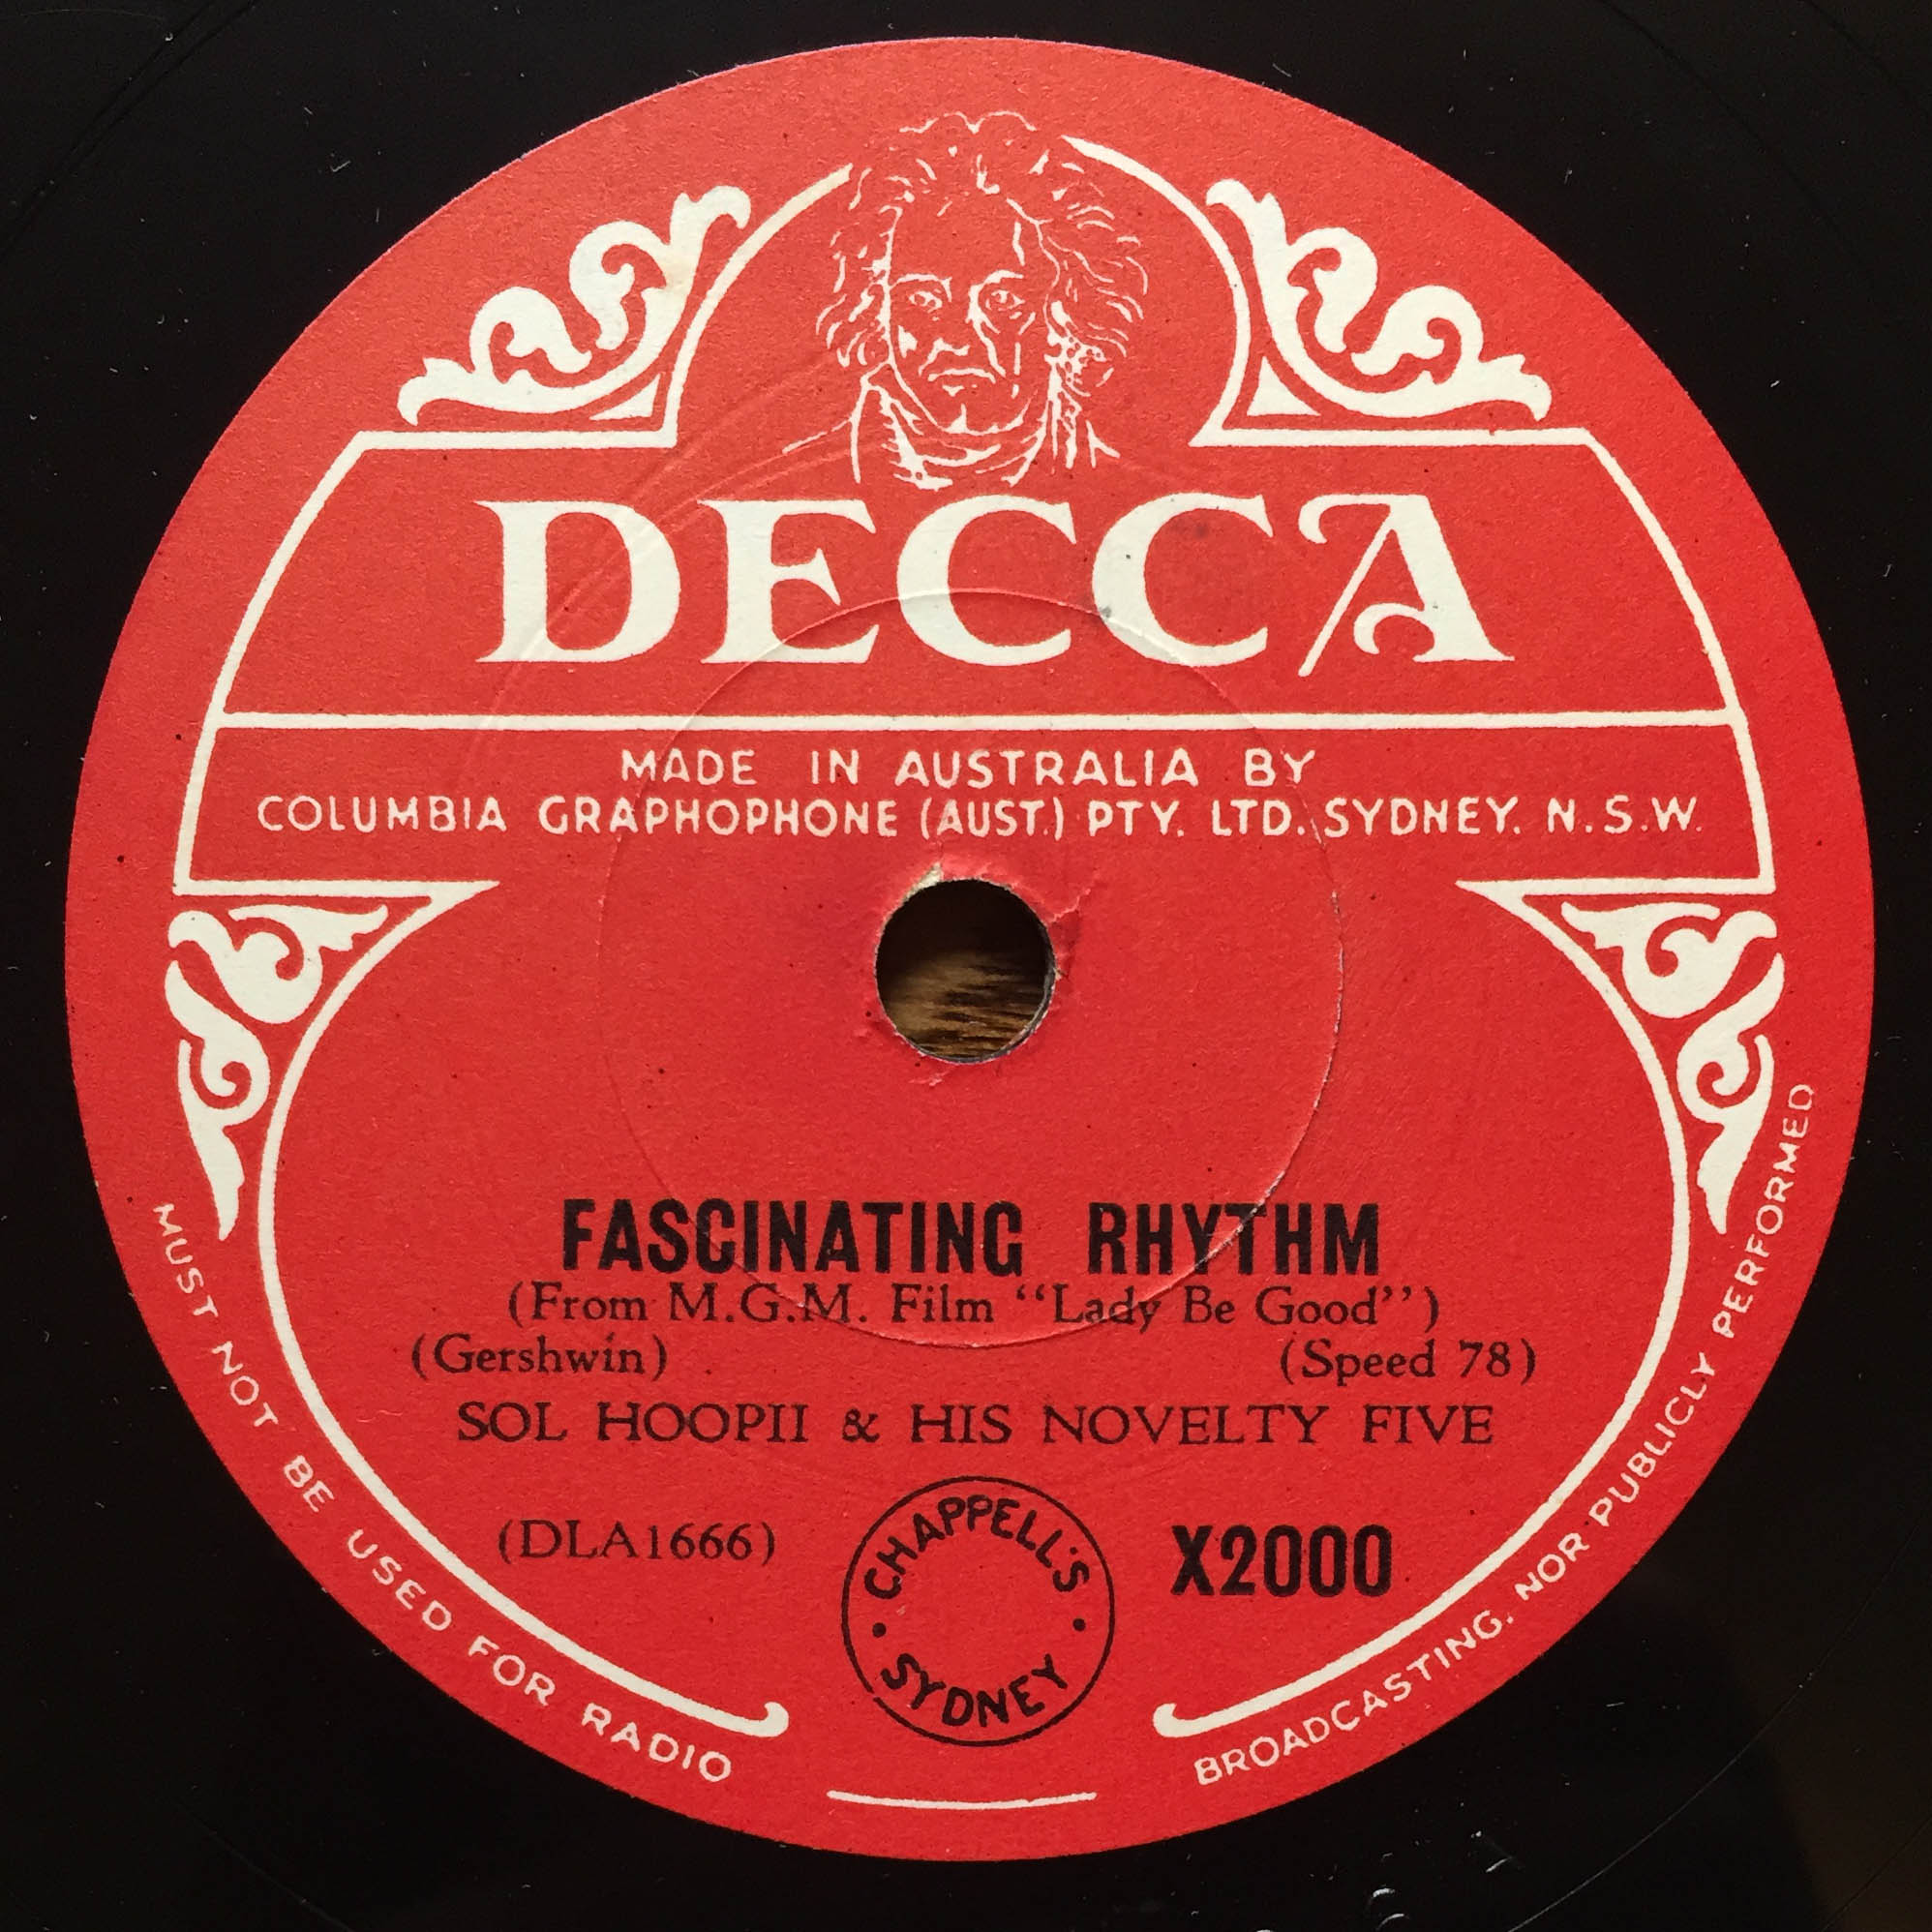 DECCA
MADE IN AUSTRALIA BY
COLUMBIA GRAPHOPHONE (AUST.) PTY. LTD. SYDNEY. N.S.W.
FASCINATING RHYTHM
(From M.G.M. Film "Lady Be Good")
(Gershwin) (Speed 78)
SOL HOOPII & HIS NOVELTY FIVE
(DLA1666) X2000
CHAPPELL'S
SYDNEY
MUST NOT BE USED FOR RADIO BROADCASTING. NOR PUBLICLY PERFORMED